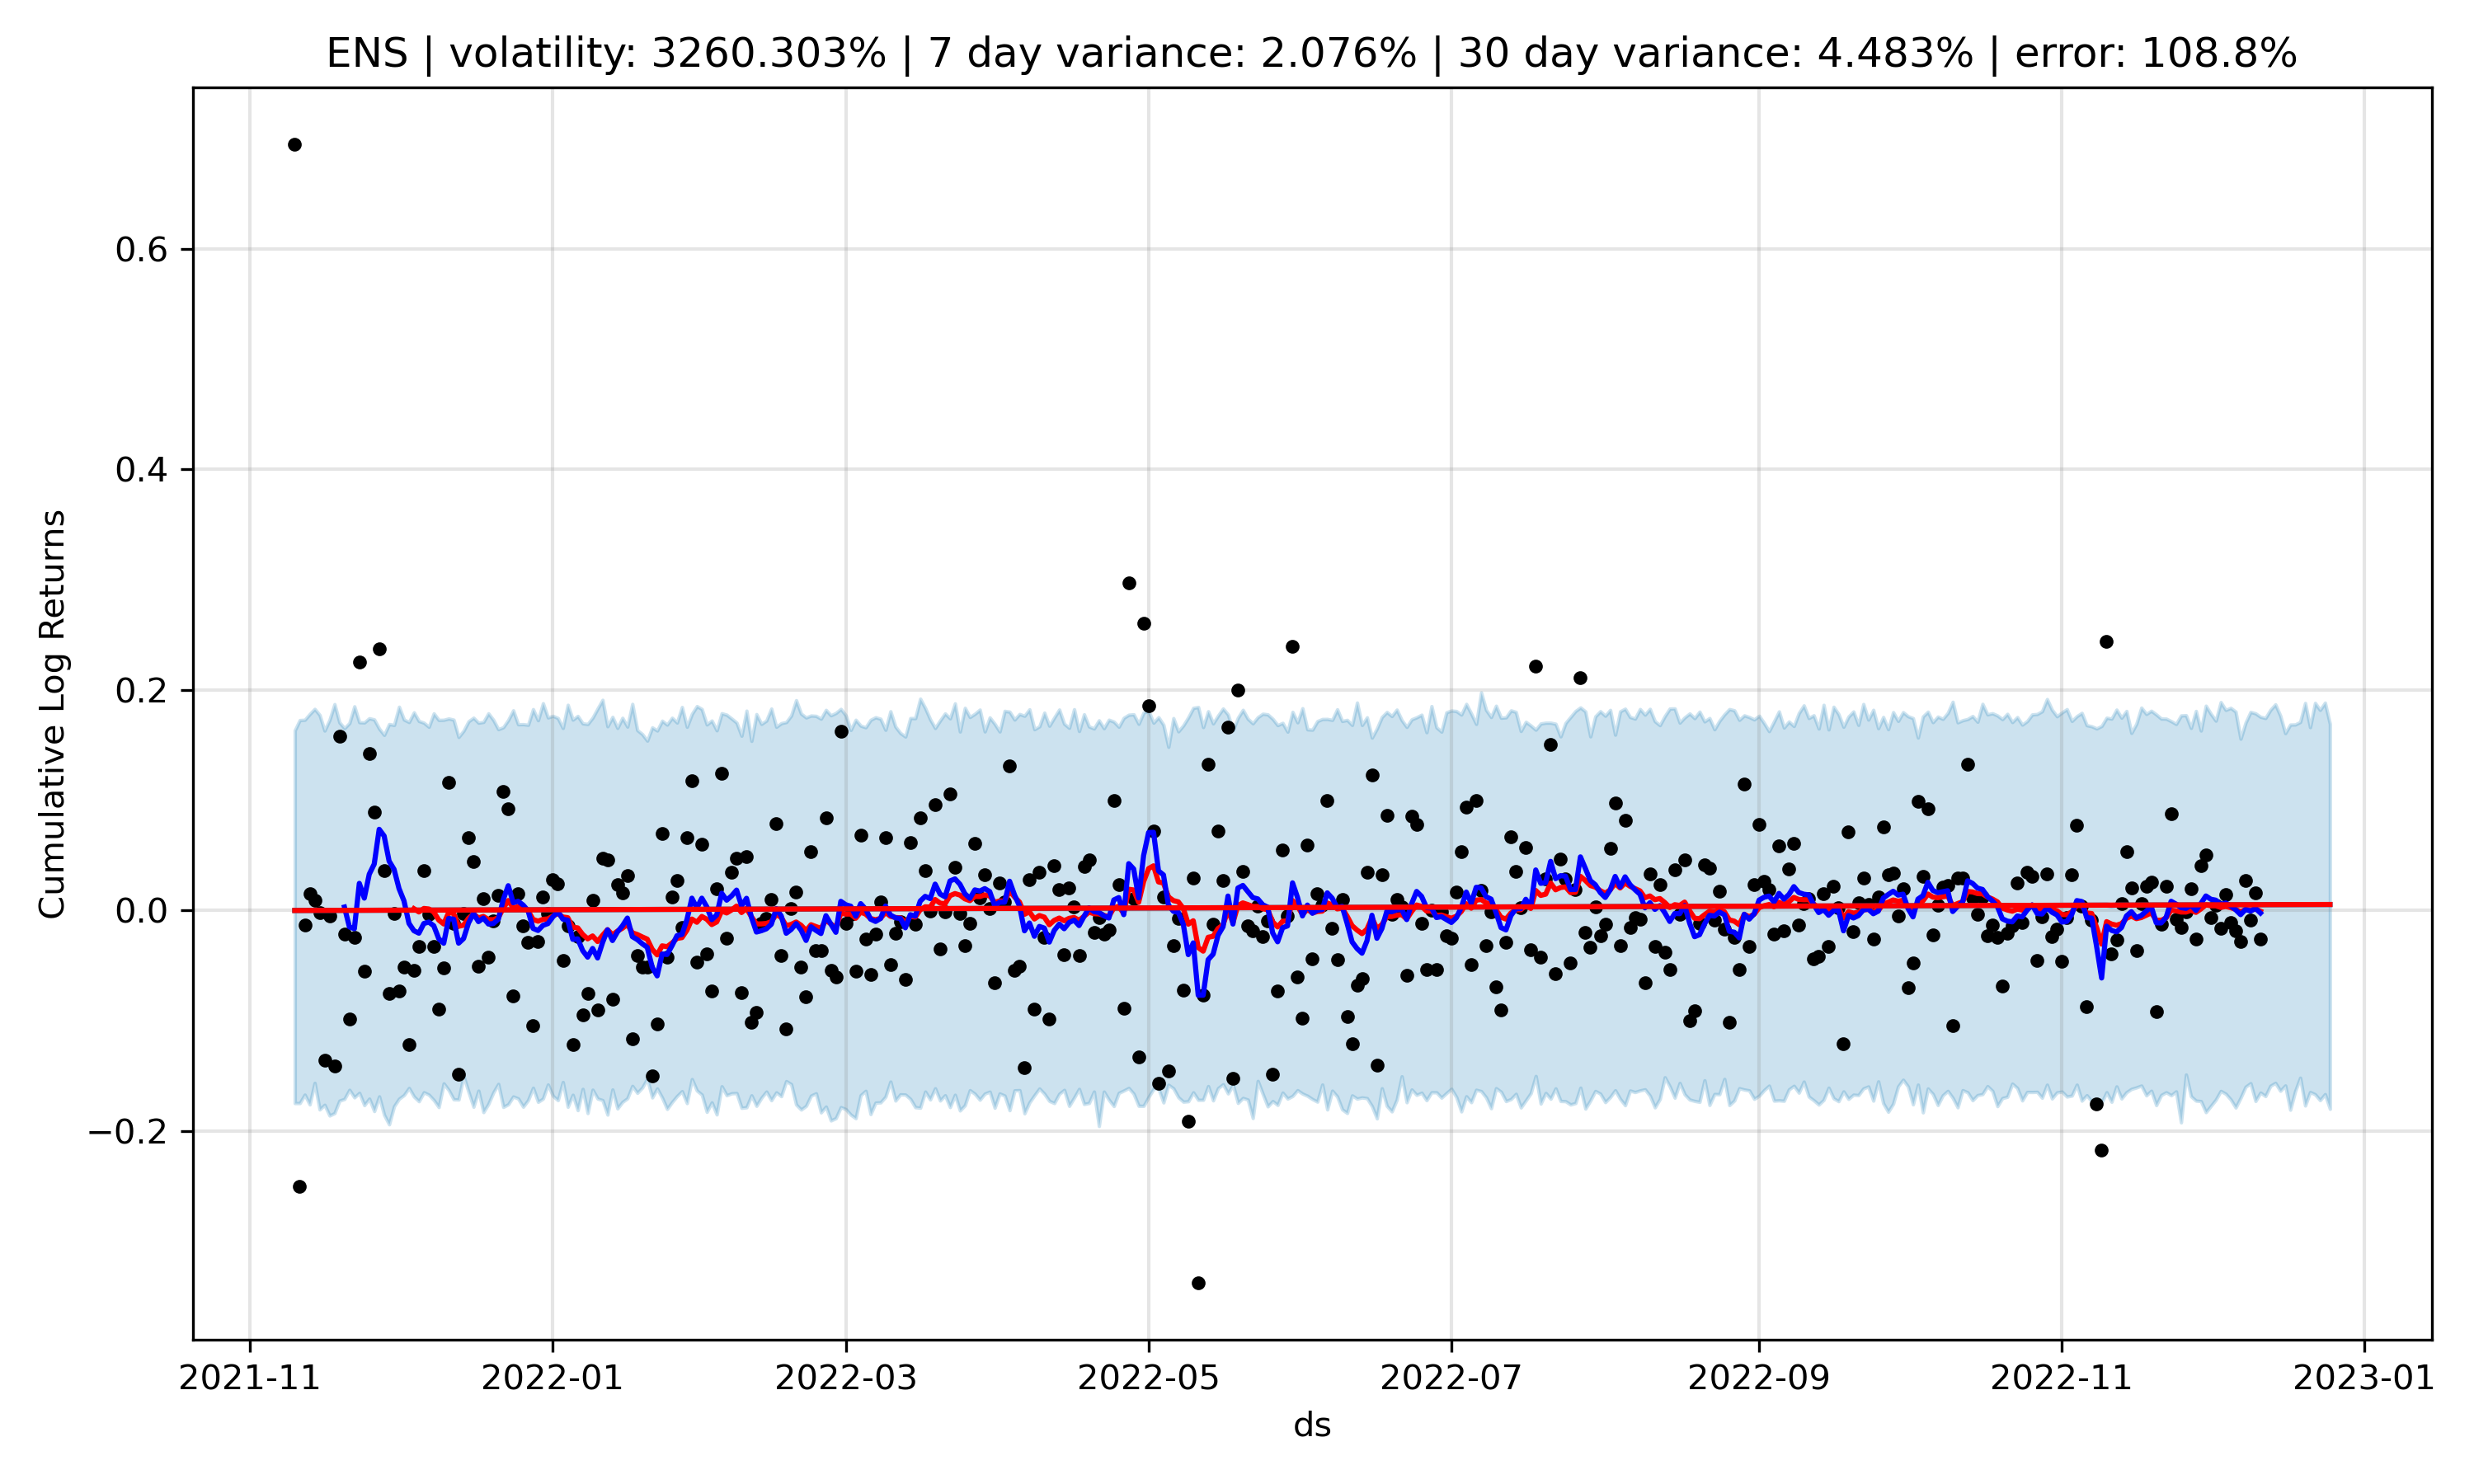 ENS | volatility: 3260.303% | 7 day variance: 2.076% | 30 day variance: 4.483% | error: 108.8%
Cumulative Log Returns
0.6
0.4
0.2
0.0
−0.2
2021-11 2022-01 2022-03 2022-05 2022-07 2022-09 2022-11 2023-01
ds